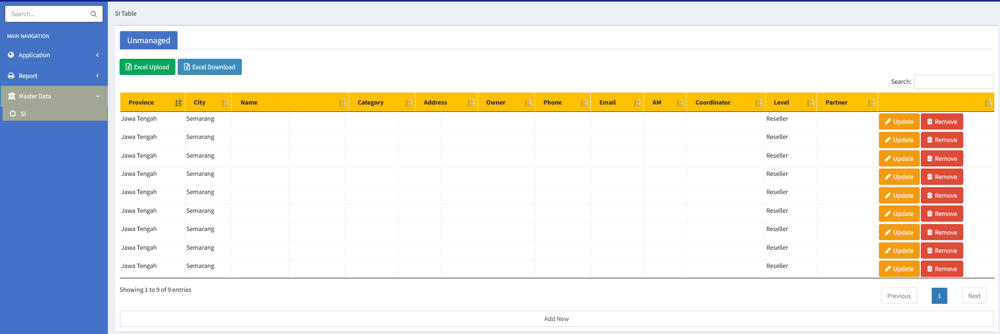 Search...
MAIN NAVIGATION
Application
Report
Master Data
SI
SI Table
Unmanaged
Excel Upload Excel Download
Search:
Province City Name Category Address Owner Phone Email AM Coordinator Level Partner
Jawa Tengah Semarang Reseller Update Remove
Jawa Tengah Semarang Reseller Update Remove
Jawa Tengah Semarang Reseller Update Remove
Jawa Tengah Semarang Reseller Update Remove
Jawa Tengah Semarang Reseller Update Remove
Jawa Tengah Semarang Reseller Update Remove
Jawa Tengah Semarang Reseller Update Remove
Jawa Tengah Semarang Reseller Update Remove
Jawa Tengah Semarang Reseller Update Remove
Showing 1 to 9 of 9 entries
Previous 1 Next
Add New